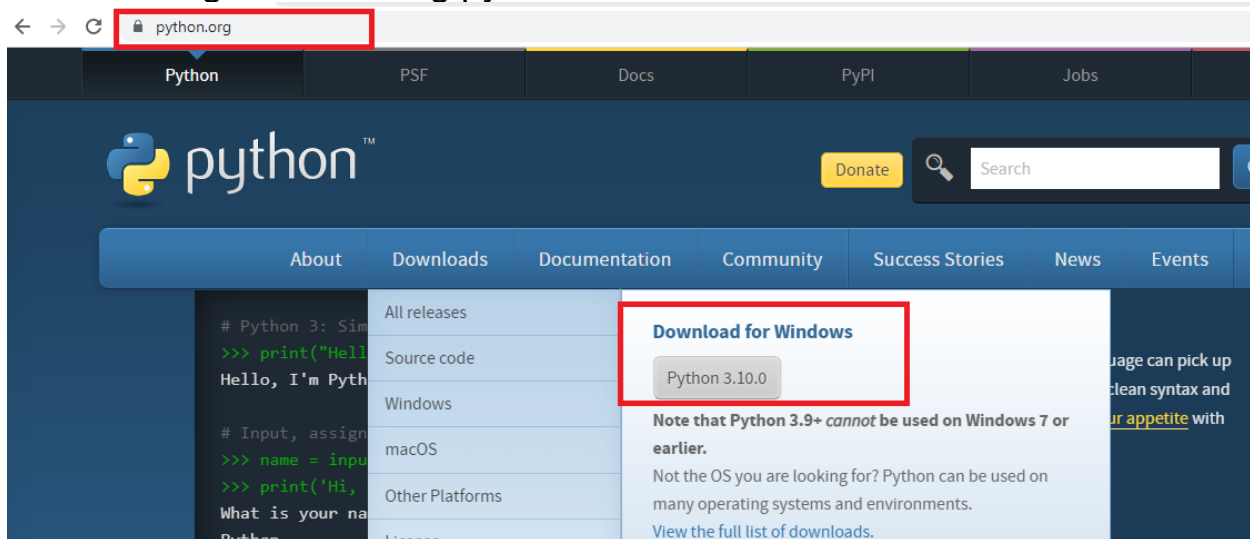 python.org
Python PSF Docs PyPI Jobs
python™
Donate Search
About Downloads Documentation Community Success Stories News Events
# Python 3: Sim
>>> print("Hell
Hello, I'm Pyth
# Input, assign
>>> name = inpu
>>> print('Hi,
What is your na
All releases
Source code
Windows
macOS
Other Platforms
Download for Windows
Python 3.10.0
Note that Python 3.9+ cannot be used on Windows 7 or
earlier.
Not the OS you are looking for? Python can be used on
many operating systems and environments.
View the full list of downloads.
uage can pick up
clean syntax and
ur appetite with